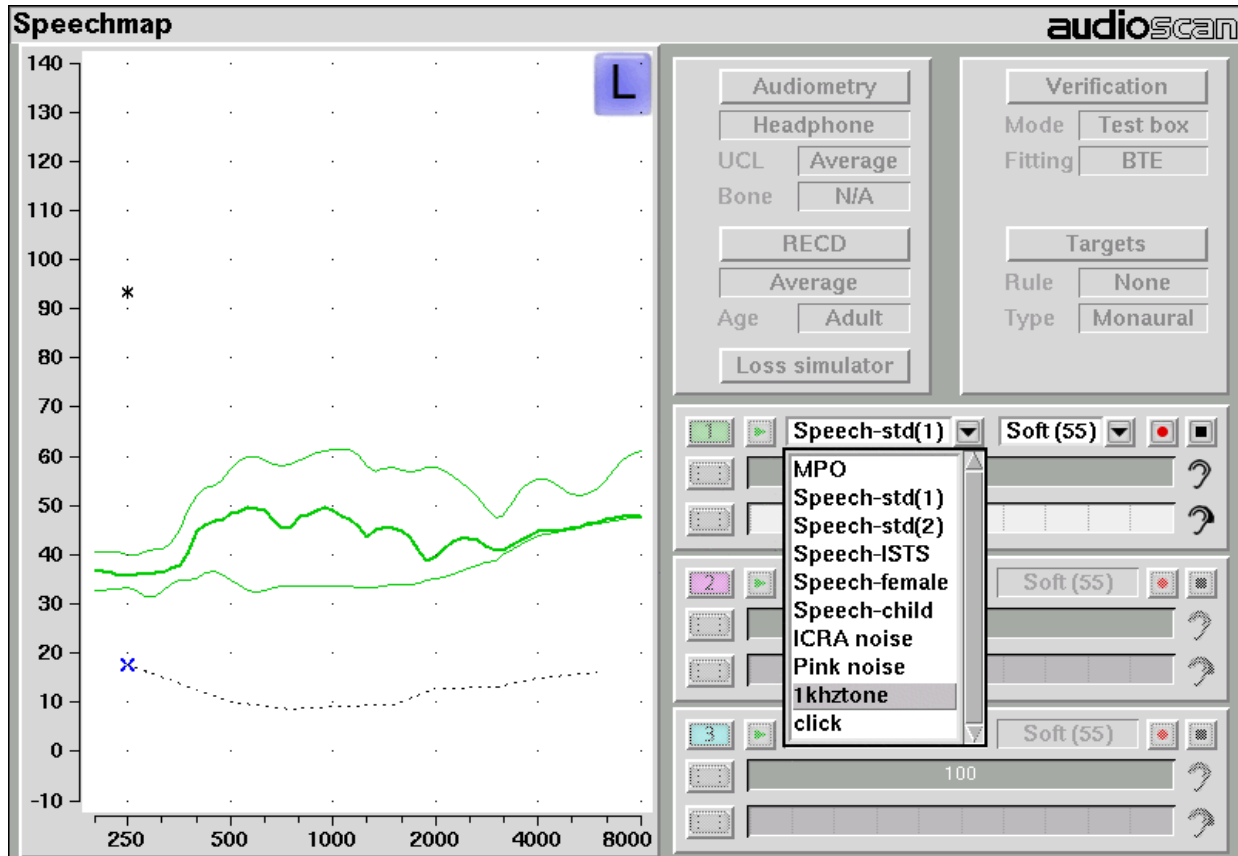 Speechmap
audioscan
L
140
130
120
110
100
90
80
70
60
50
40
30
20
10
0
-10
250 500 1000 2000 4000 8000
Audiometry
Headphone
UCL Average
Bone N/A
RECD
Average
Age Adult
Loss simulator
Verification
Mode Test box
Fitting BTE
Targets
Rule None
Type Monaural
1 Speech-std(1) Soft (55)
MPO
Speech-std(1)
Speech-std(2)
Speech-ISTS
Speech-female
Speech-child
ICRA noise
Pink noise
1khztone
click
2 Soft (55)
3 Soft (55)
100